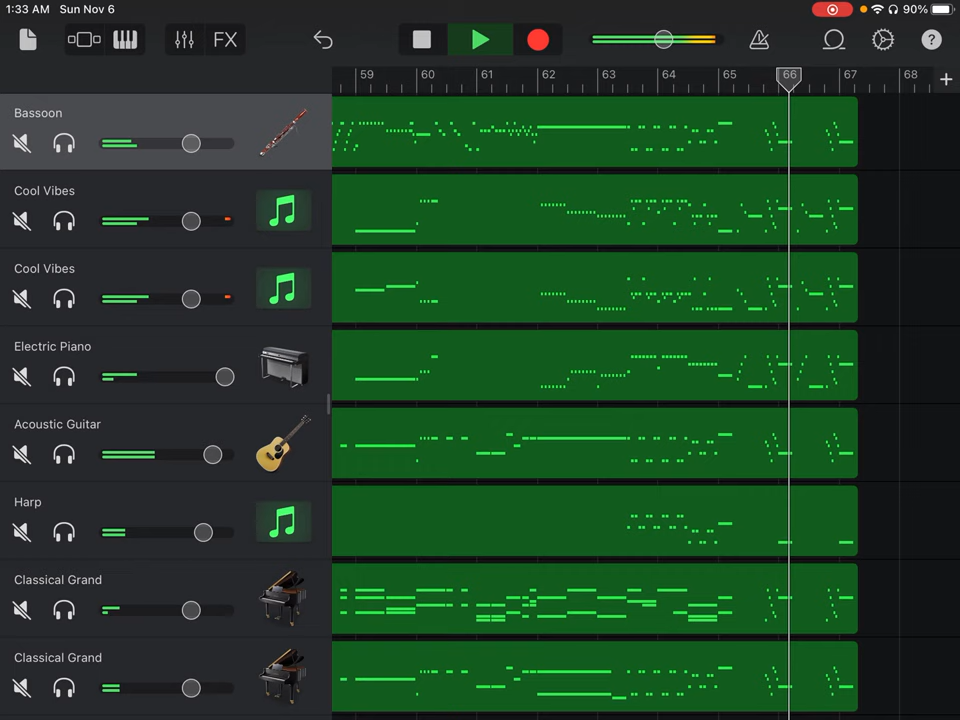 1:33 AM Sun Nov 6
90%
FX
?
59 60 61 62 63 64 65 66 67 68 +
Bassoon
Cool Vibes
Cool Vibes
Electric Piano
Acoustic Guitar
Harp
Classical Grand
Classical Grand